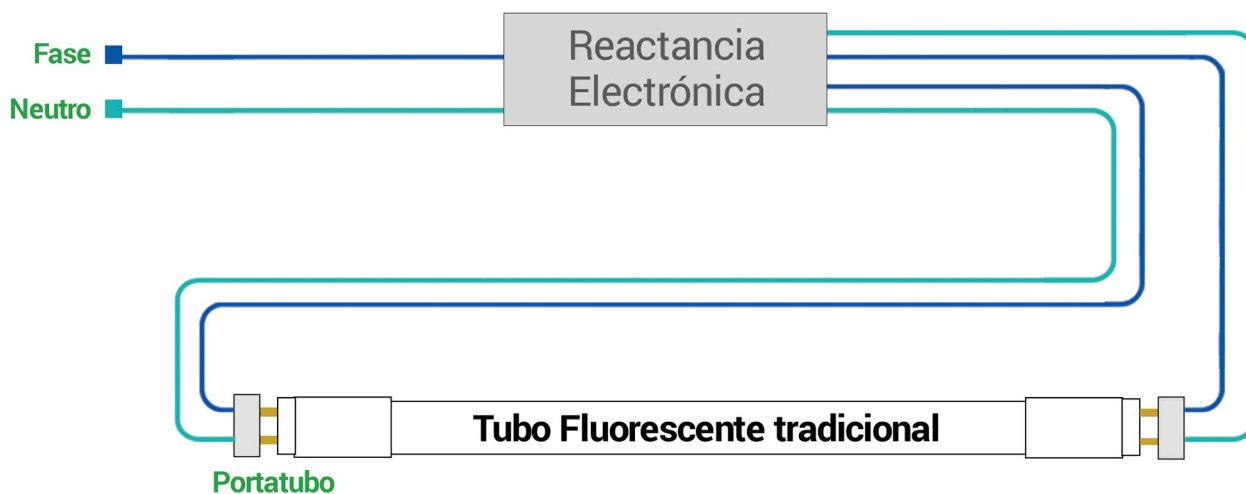 Reactancia
Electrónica
Fase
Neutro
Tubo Fluorescente tradicional
Portatubo